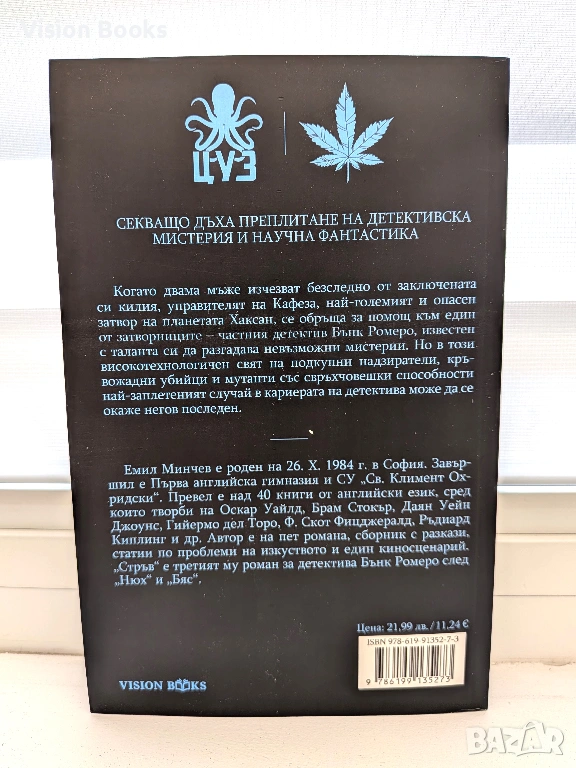 Vision Books
ЦУЗ
СЕКВАЩО ДЪХА ПРЕПЛИТАНЕ НА ДЕТЕКТИВСКА
МИСТЕРИЯ И НАУЧНА ФАНТАСТИКА
Когато двама мъже изчезват безследно от заключената
си килия, управителят на Кафеза, най-големият и опасен
затвор на планетата Хаксан, се обръща за помощ към един
от затворниците – частния детектив Бънк Ромеро, известен
с таланта си да разгадава невъзможни мистерии. Но в този
високотехнологичен свят на подкупни надзиратели, кръ-
вожадни убийци и мутанти със свръхчовешки способности
най-заплетеният случай в кариерата на детектива може да се
окаже негов последен.
Емил Минчев е роден на 26. X. 1984 г. в София. Завър-
шил е Първа английска гимназия и СУ „Св. Климент Ох-
ридски“. Превел е над 40 книги от английски език, сред
които творби на Оскар Уайлд, Брам Стокър, Даян Уейн
Джоунс, Гийермо дел Торо, Ф. Скот Фицджералд, Ръдиард
Киплинг и др. Автор е на пет романа, сборник с разкази,
статии по проблеми на изкуството и един киносценарий.
„Стръв“ е третият му роман за детектива Бънк Ромеро след
„Нюх“ и „Бяс“.
Цена: 21,99 лв. / 11,24 €
ISBN 978-619-91352-7-3
9 786199 135273
VISION BOOKS
BAZAR